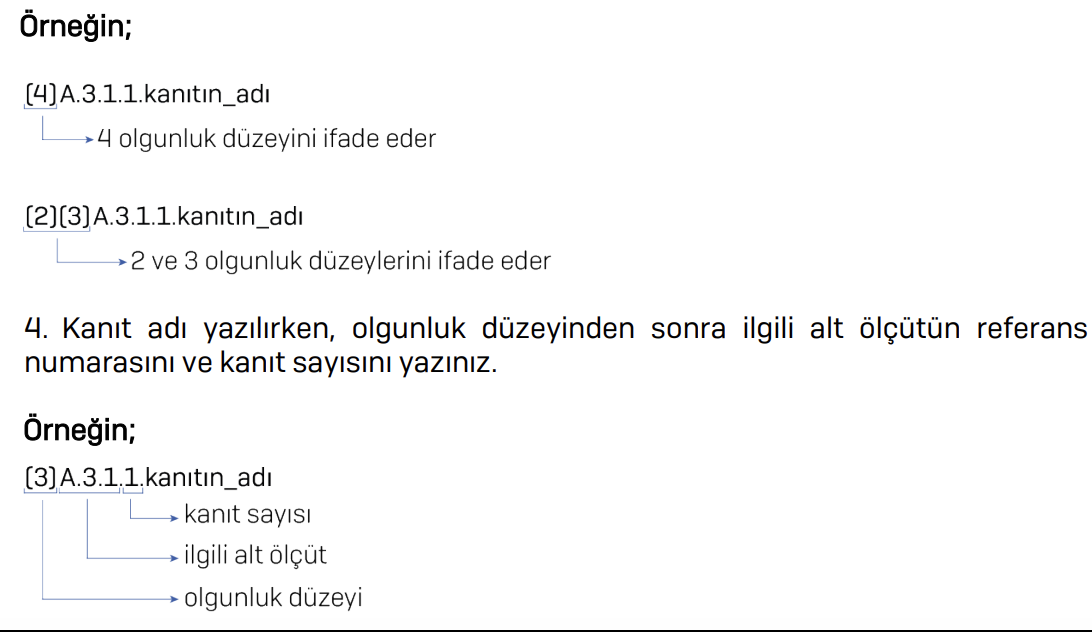 Örneğin;
(4)A.3.1.1.kanıtın_adı
4 olgunluk düzeyini ifade eder
(2)(3)A.3.1.1.kanıtın_adı
2 ve 3 olgunluk düzeylerini ifade eder
4. Kanıt adı yazılırken, olgunluk düzeyinden sonra ilgili alt ölçütün referans
numarasını ve kanıt sayısını yazınız.
Örneğin;
(3)A.3.1.1.kanıtın_adı
kanıt sayısı
ilgili alt ölçüt
olgunluk düzeyi